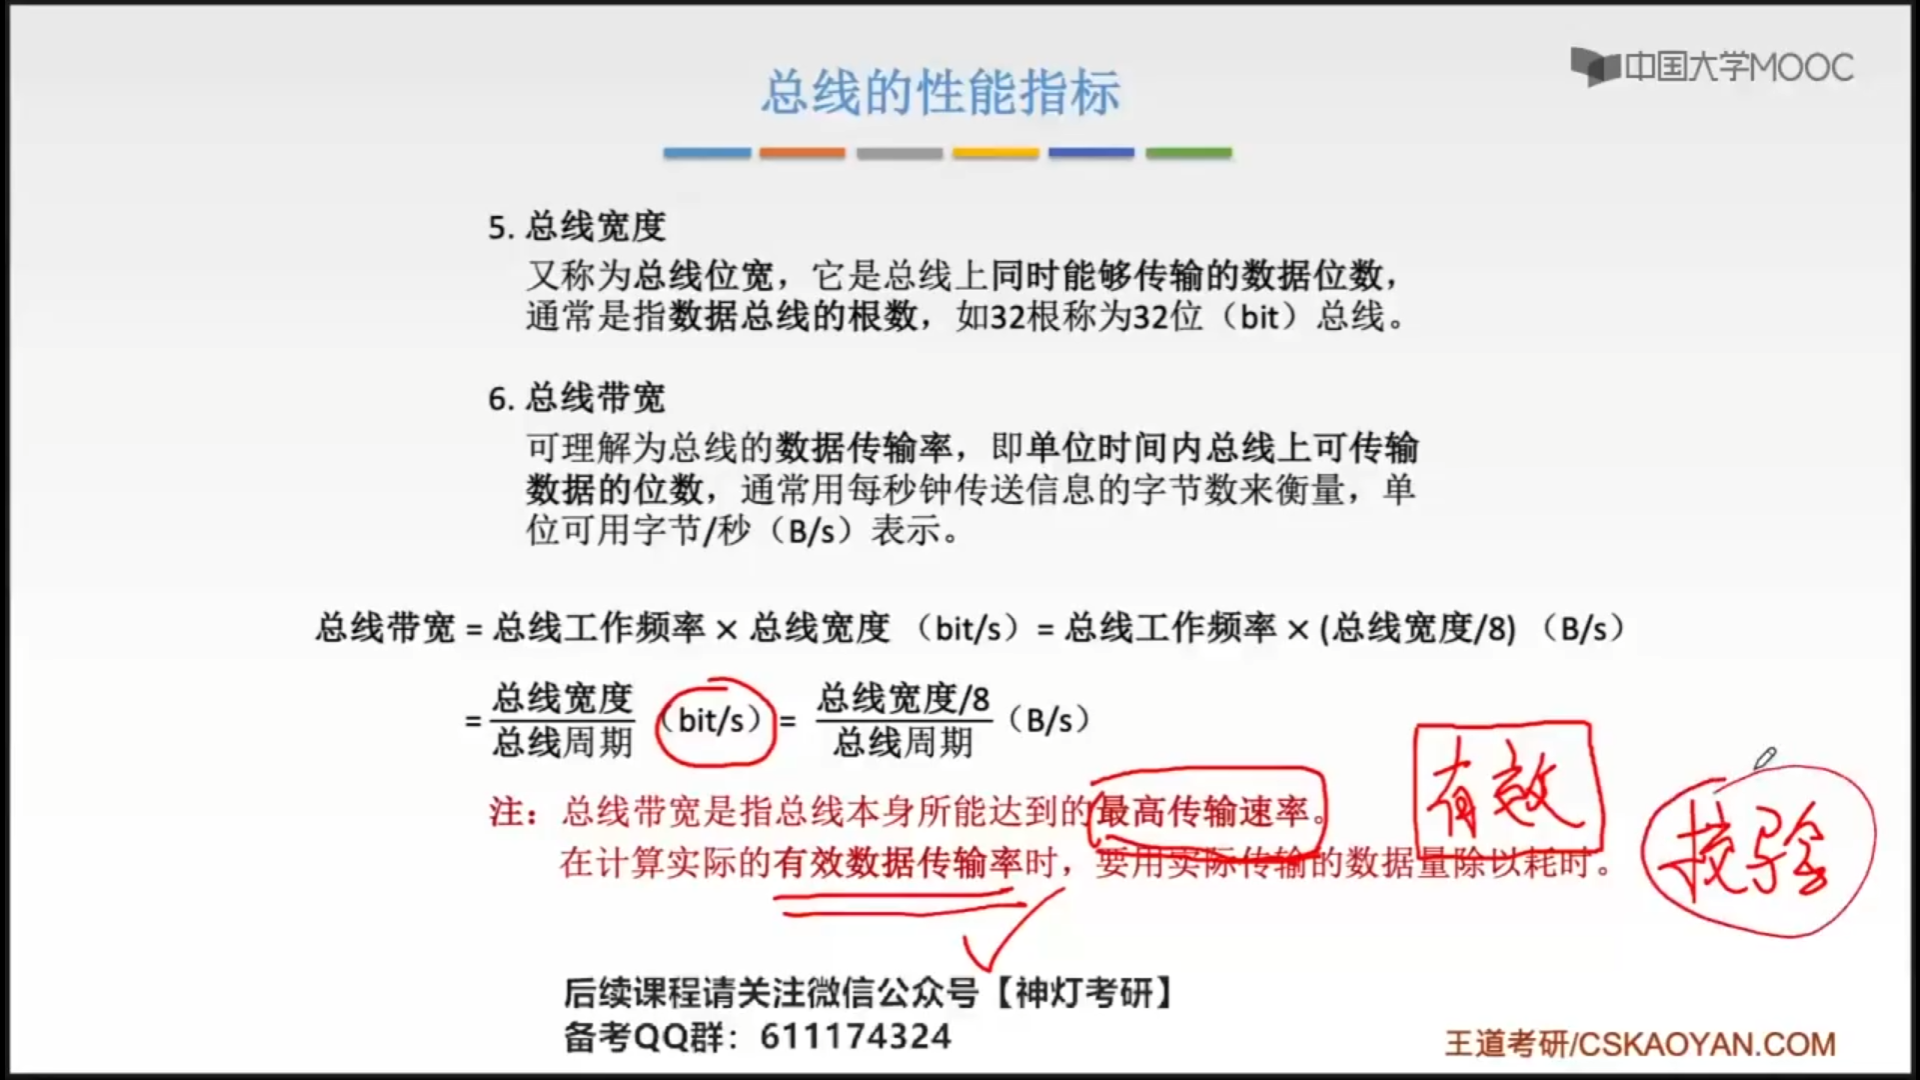 中国大学MOOC
总线的性能指标
5. 总线宽度
又称为总线位宽，它是总线上同时能够传输的数据位数，
通常是指数据总线的根数，如32根称为32位（bit）总线。
6. 总线带宽
可理解为总线的数据传输率，即单位时间内总线上可传输
数据的位数，通常用每秒钟传送信息的字节数来衡量，单
位可用字节/秒（B/s）表示。
总线带宽 = 总线工作频率 × 总线宽度 （bit/s）= 总线工作频率 × (总线宽度/8) （B/s）
= 总线宽度/总线周期 （bit/s）= 总线宽度/8/总线周期（B/s）
有效
注：总线带宽是指总线本身所能达到的最高传输速率。
校验
在计算实际的有效数据传输率时，要用实际传输的数据量除以耗时。
后续课程请关注微信公众号【神灯考研】
备考QQ群：611174324
王道考研/CSKAOYAN.COM